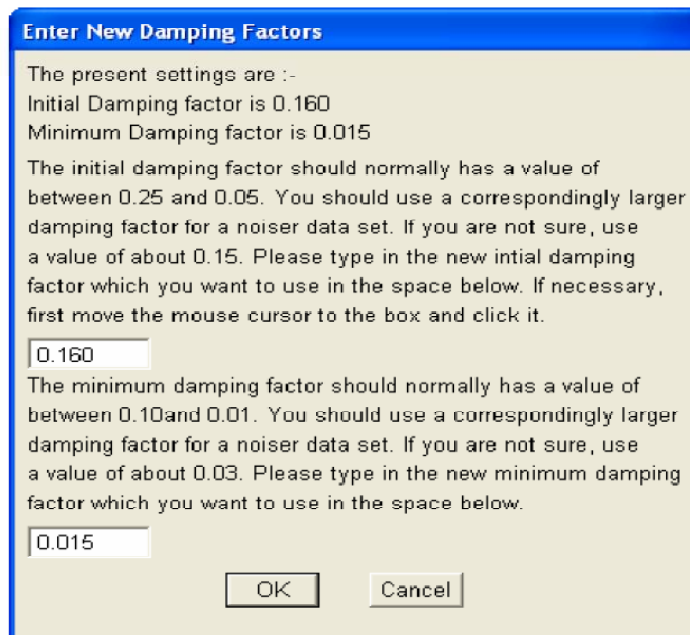 Enter New Damping Factors
The present settings are :-
Initial Damping factor is 0.160
Minimum Damping factor is 0.015
The initial damping factor should normally has a value of
between 0.25 and 0.05. You should use a correspondingly larger
damping factor for a noiser data set. If you are not sure, use
a value of about 0.15. Please type in the new intial damping
factor which you want to use in the space below. If necessary,
first move the mouse cursor to the box and click it.
0.160
The minimum damping factor should normally has a value of
between 0.10and 0.01. You should use a correspondingly larger
damping factor for a noiser data set. If you are not sure, use
a value of about 0.03. Please type in the new minimum damping
factor which you want to use in the space below.
0.015
OK Cancel